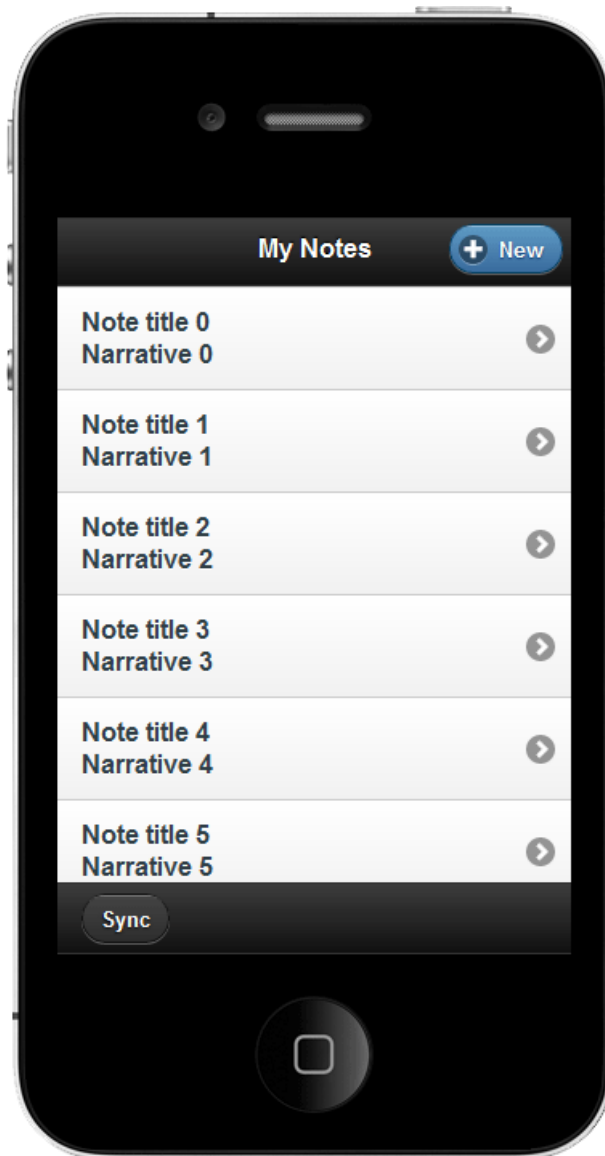 My Notes
New
Note title 0
Narrative 0
Note title 1
Narrative 1
Note title 2
Narrative 2
Note title 3
Narrative 3
Note title 4
Narrative 4
Note title 5
Narrative 5
Sync